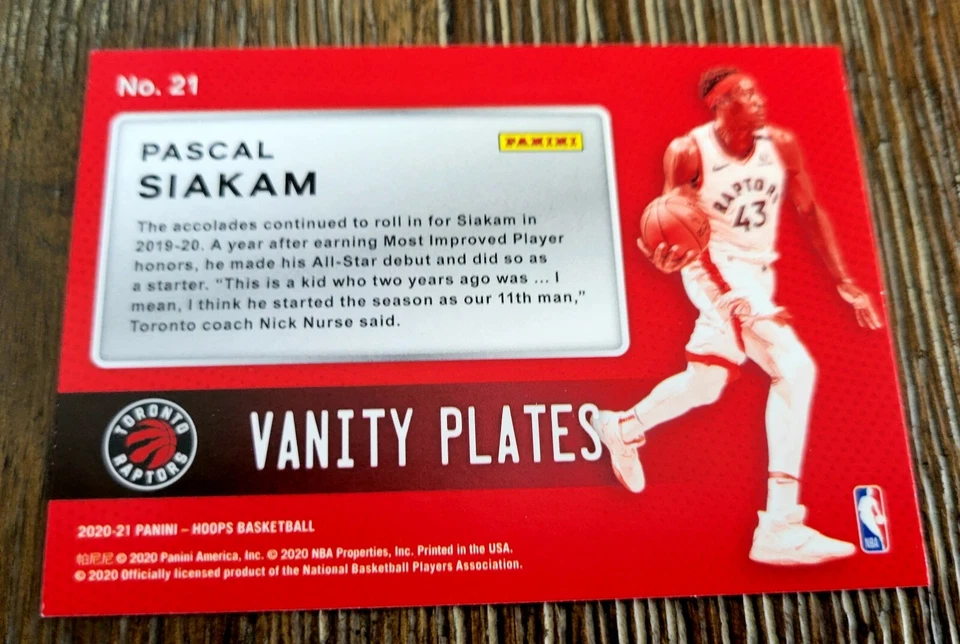 No. 21
PANINI
PASCAL
SIAKAM
The accolades continued to roll in for Siakam in
2019-20. A year after earning Most Improved Player
honors, he made his All-Star debut and did so as
a starter. “This is a kid who two years ago was ... I
mean, I think he started the season as our 11th man,”
Toronto coach Nick Nurse said.
RAPTORS
43
TORONTO
RAPTORS
VANITY PLATES
NBA
2020-21 PANINI – HOOPS BASKETBALL
帕尼尼 © 2020 Panini America, Inc. © 2020 NBA Properties, Inc. Printed in the USA.
© 2020 Officially licensed product of the National Basketball Players Association.